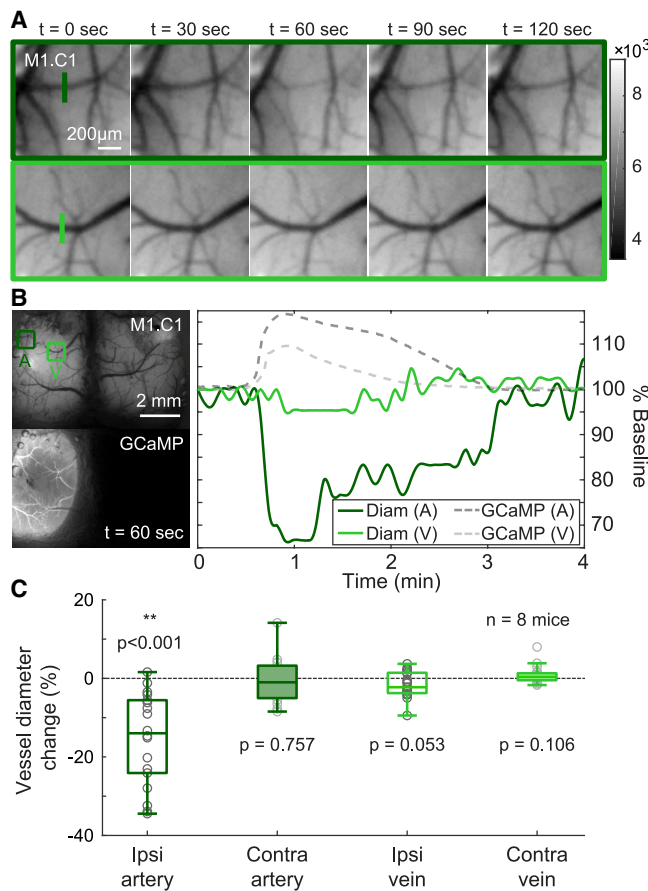 A
t = 0 sec
t = 30 sec
t = 60 sec
t = 90 sec
t = 120 sec
×10³
M1.C1
200μm
8
6
4
B
M1.C1
A
V
2 mm
GCaMP
t = 60 sec
110
100
90
80
70
% Baseline
Diam (A)
GCaMP (A)
Diam (V)
GCaMP (V)
0
1
2
3
4
Time (min)
C
20
0
-20
-40
Vessel diameter
change (%)
**
p<0.001
n = 8 mice
p = 0.757
p = 0.053
p = 0.106
Ipsi
artery
Contra
artery
Ipsi
vein
Contra
vein